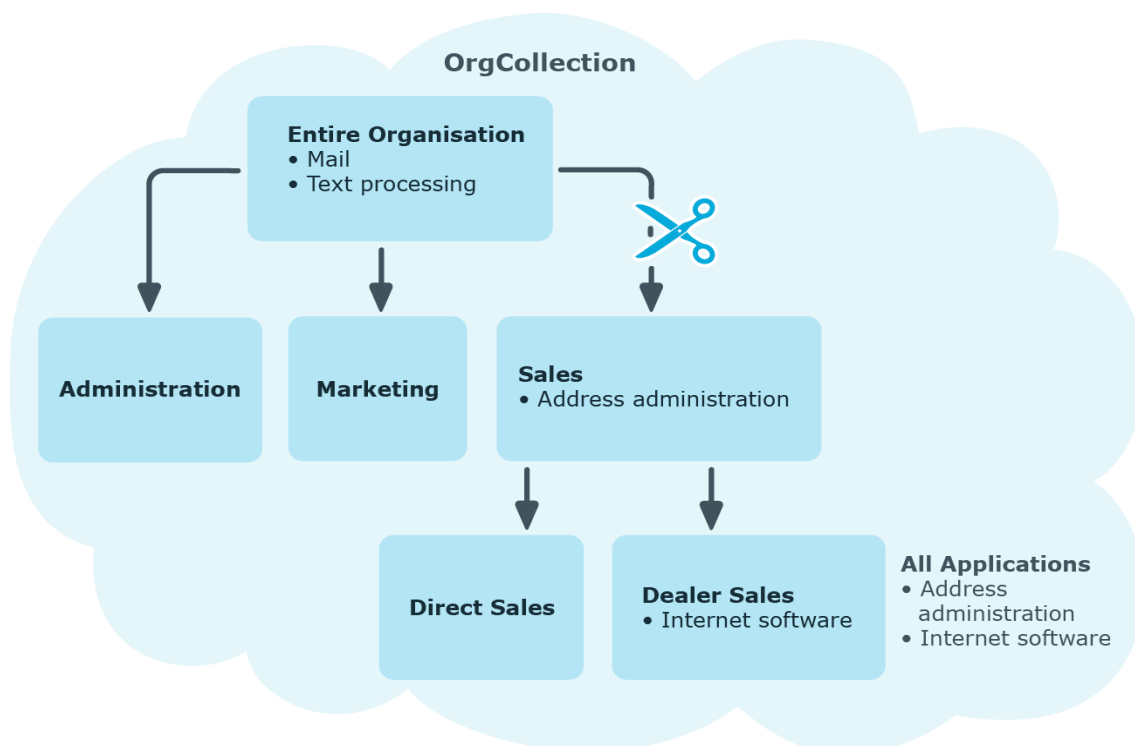 OrgCollection
Entire Organisation
• Mail
• Text processing
Administration
Marketing
Sales
• Address administration
Direct Sales
Dealer Sales
• Internet software
All Applications
• Address
administration
• Internet software